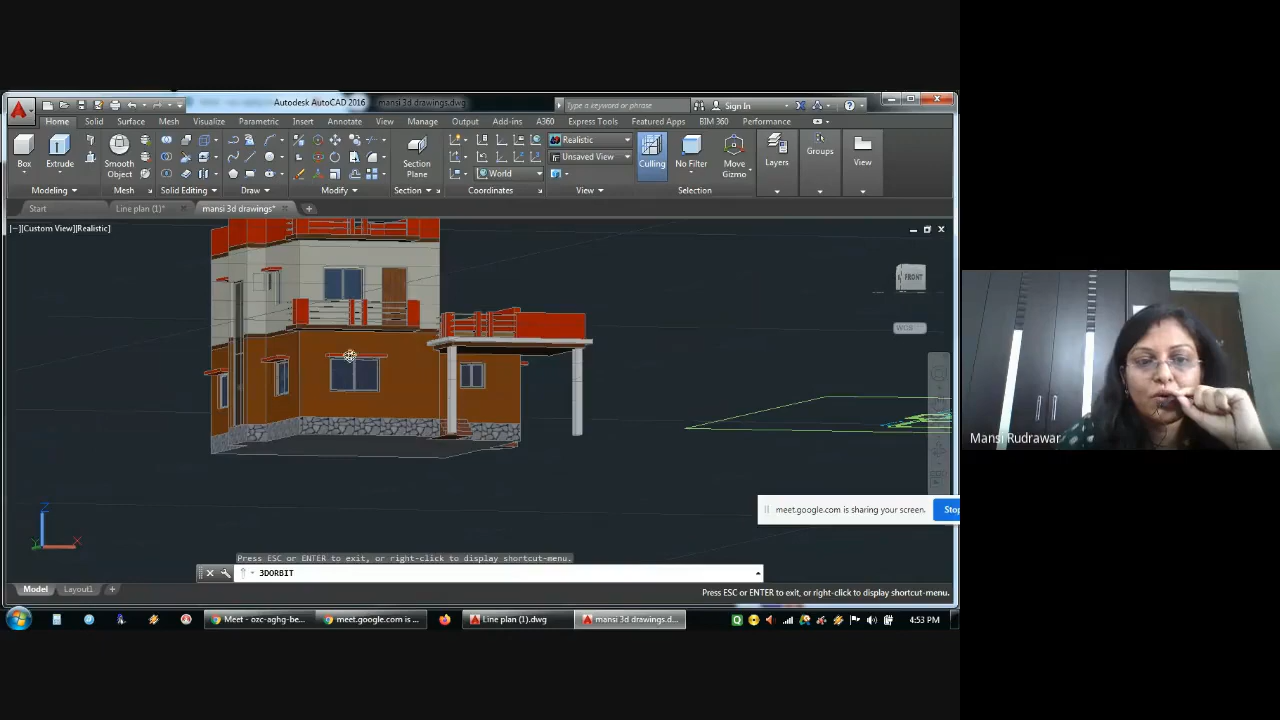 Autodesk AutoCAD 2016 mansi 3d drawings.dwg
Type a keyword or phrase
Sign In
Home Solid Surface Mesh Visualize Parametric Insert Annotate View Manage Output Add-ins A360 Express Tools Featured Apps BIM 360 Performance
Box
Extrude
Smooth
Object
Section
Plane
World
Realistic
Unsaved View
Culling
No Filter
Move
Gizmo
Layers
Groups
View
Modeling Mesh Solid Editing Draw Modify Section Coordinates View Selection
Start Line plan (1)* mansi 3d drawings*
[−][Custom View][Realistic]
FRONT
WCS
Mansi Rudrawar
meet.google.com is sharing your screen.
Stop
Z
X
Y
Press ESC or ENTER to exit, or right-click to display shortcut-menu.
3DORBIT
Model Layout1
Press ESC or ENTER to exit, or right-click to display shortcut-menu.
Meet - ozc-aghg-be...
meet.google.com is ...
Line plan (1).dwg
mansi 3d drawings.d...
4:53 PM